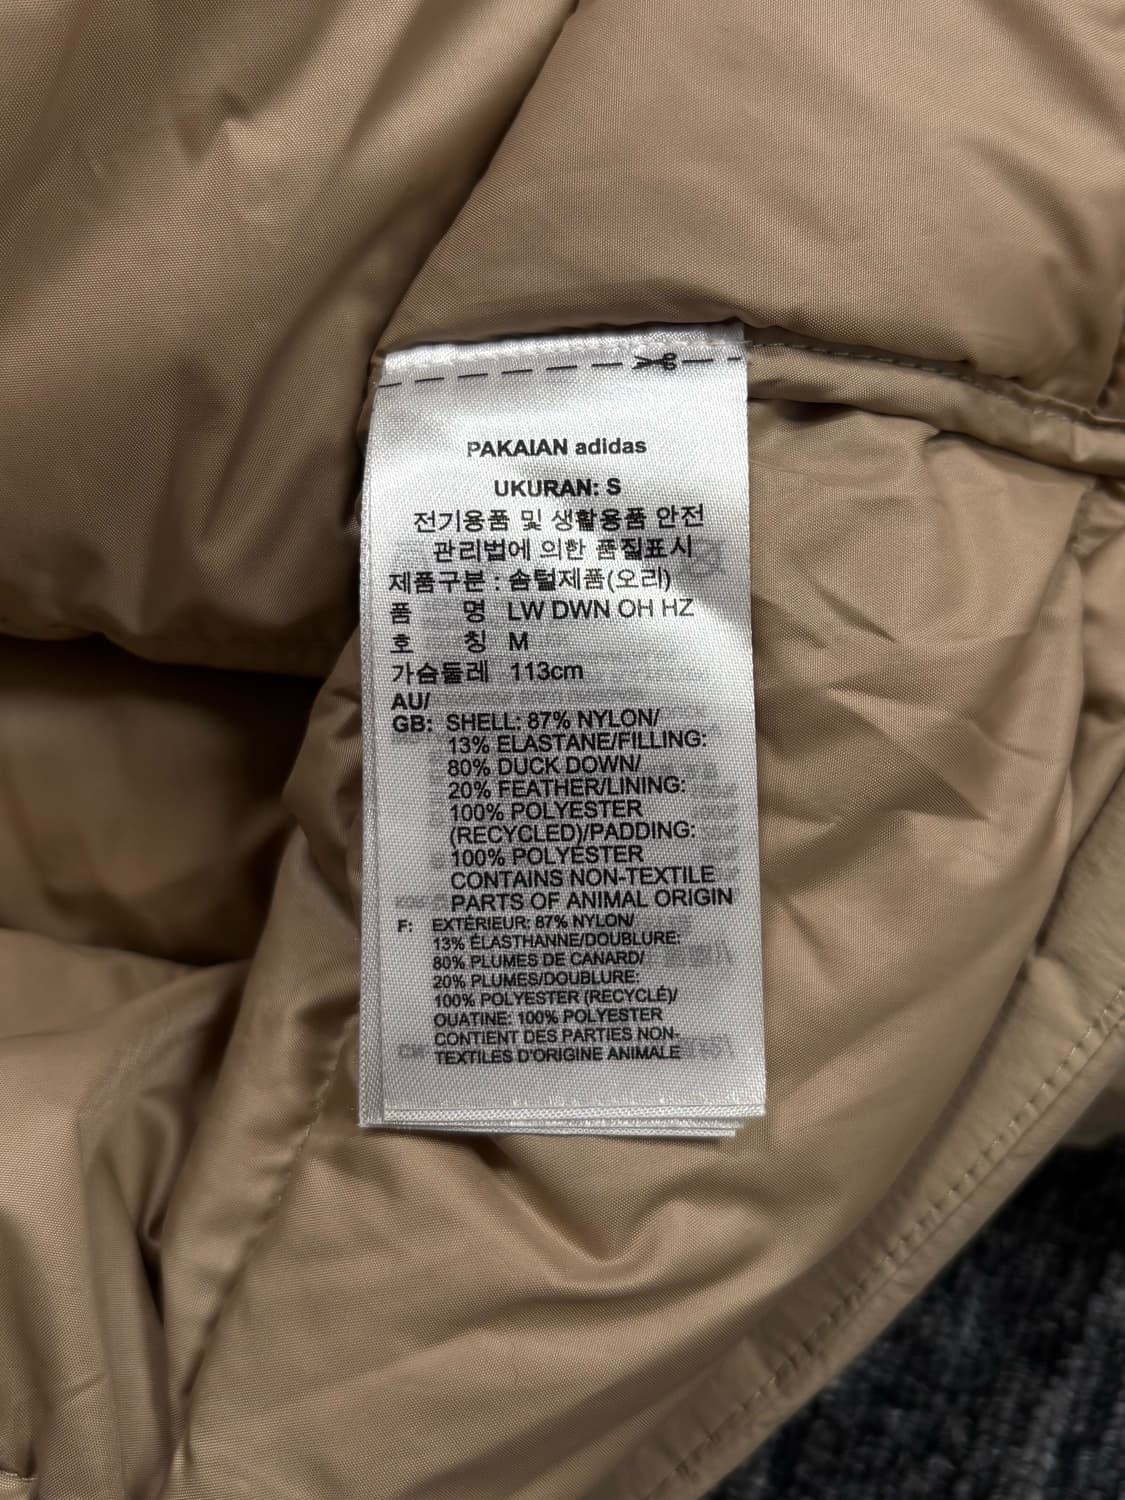 PAKAIAN adidas
UKURAN: S
전기용품 및 생활용품 안전
관리법에 의한 품질표시
제품구분 : 솜털제품(오리)
품 명 LW DWN OH HZ
호 칭 M
가슴둘레 113cm
AU/
GB: SHELL: 87% NYLON/
13% ELASTANE/FILLING:
80% DUCK DOWN/
20% FEATHER/LINING:
100% POLYESTER
(RECYCLED)/PADDING:
100% POLYESTER
CONTAINS NON-TEXTILE
PARTS OF ANIMAL ORIGIN
F: EXTÉRIEUR: 87% NYLON/
13% ÉLASTHANNE/DOUBLURE:
80% PLUMES DE CANARD/
20% PLUMES/DOUBLURE:
100% POLYESTER (RECYCLÉ)/
OUATINE: 100% POLYESTER
CONTIENT DES PARTIES NON-
TEXTILES D'ORIGINE ANIMALE